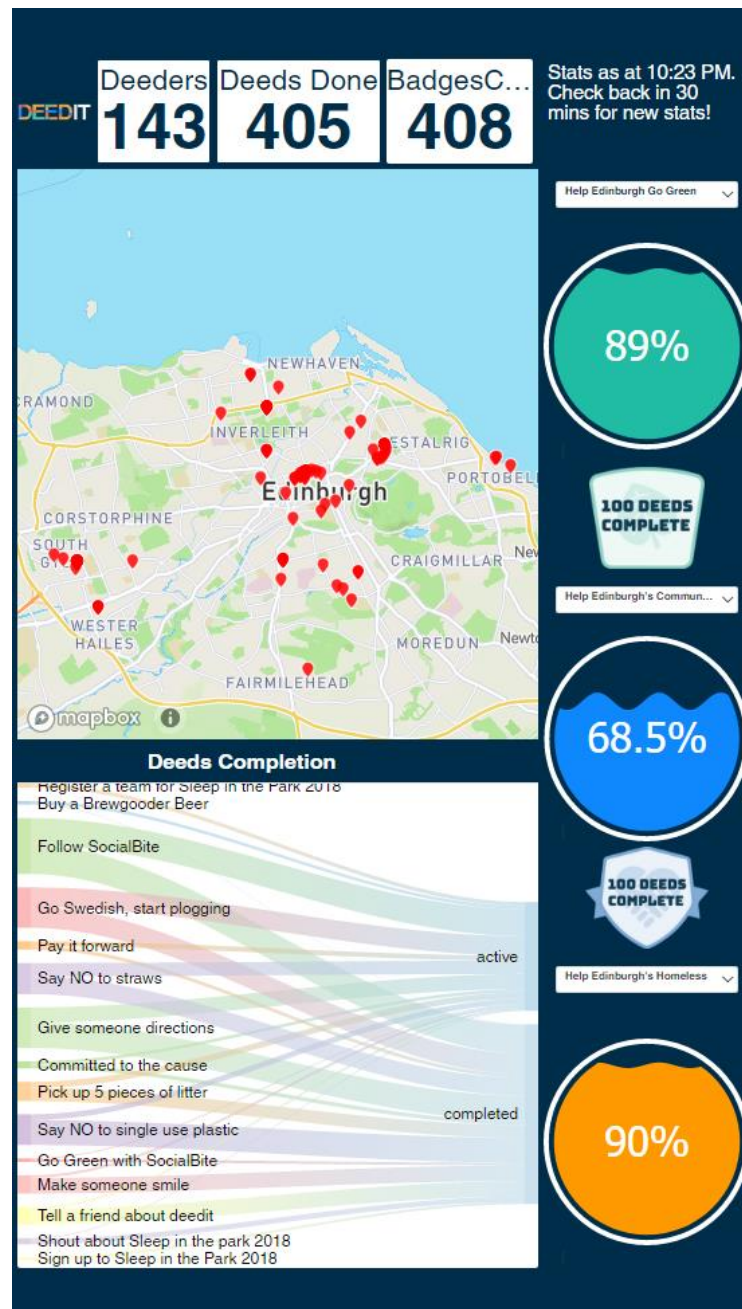 DEEDIT
Deeders
143
Deeds Done
405
BadgesC...
408
Stats as at 10:23 PM.
Check back in 30
mins for new stats!
Help Edinburgh Go Green
89%
100 DEEDS
COMPLETE
Help Edinburgh's Commun...
68.5%
100 DEEDS
COMPLETE
Help Edinburgh's Homeless
90%
NEWHAVEN
CRAMOND
INVERLEITH
ESTALRIG
PORTOBEL
Edinburgh
CORSTORPHINE
SOUTH
CRAIGMILLAR
New
WESTER
HAILES
MOREDUN
Newt
FAIRMILEHEAD
mapbox
Deeds Completion
Register a team for Sleep in the Park 2018
Buy a Brewgooder Beer
Follow SocialBite
Go Swedish, start plogging
Pay it forward
active
Say NO to straws
Give someone directions
Committed to the cause
Pick up 5 pieces of litter
completed
Say NO to single use plastic
Go Green with SocialBite
Make someone smile
Tell a friend about deedit
Shout about Sleep in the park 2018
Sign up to Sleep in the Park 2018